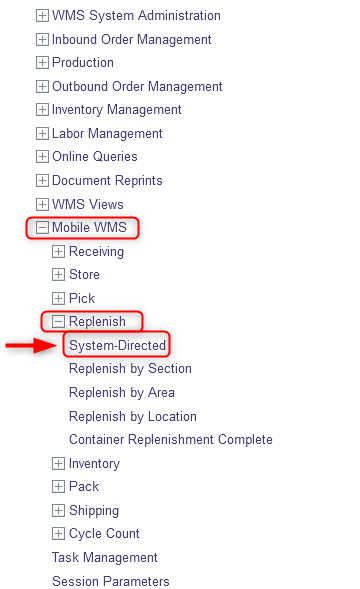 WMS System Administration
Inbound Order Management
Production
Outbound Order Management
Inventory Management
Labor Management
Online Queries
Document Reprints
WMS Views
Mobile WMS
Receiving
Store
Pick
Replenish
System-Directed
Replenish by Section
Replenish by Area
Replenish by Location
Container Replenishment Complete
Inventory
Pack
Shipping
Cycle Count
Task Management
Session Parameters